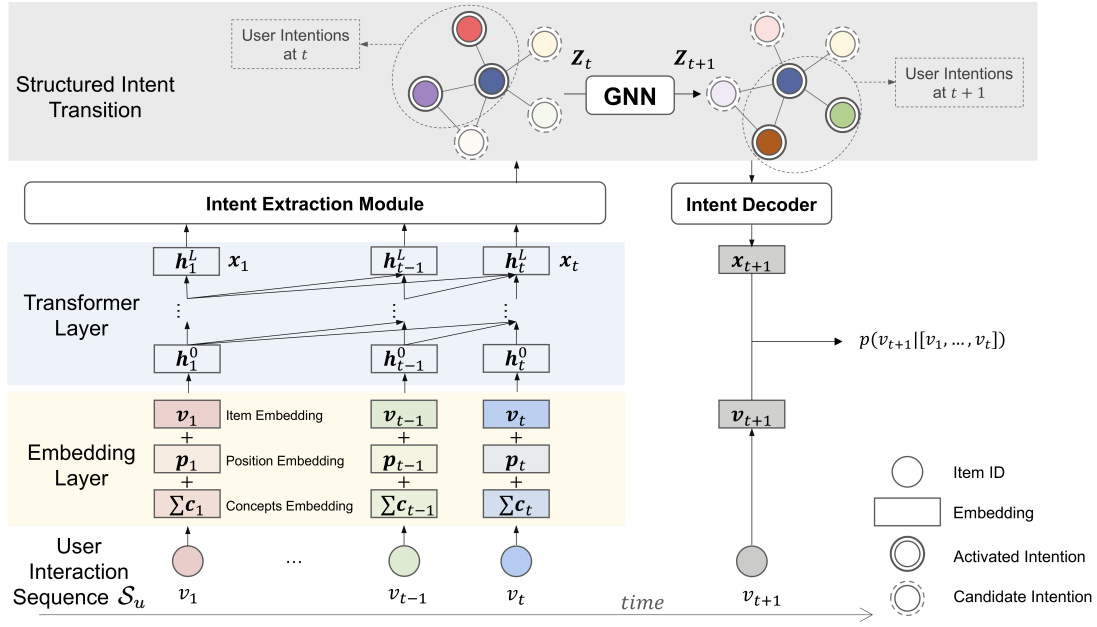 User Intentions
at t
Structured Intent
Transition
Z_t
GNN
Z_{t+1}
User Intentions
at t + 1
Intent Extraction Module
Intent Decoder
h_1^L x_1 h_{t-1}^L h_t^L x_t
x_{t+1}
Transformer
Layer
⋮ ⋮ ⋮
p(v_{t+1}|[v_1, …, v_t])
h_1^0 h_{t-1}^0 h_t^0
Embedding
Layer
v_1 Item Embedding v_{t-1} v_t
v_{t+1}
+ + +
p_1 Position Embedding p_{t-1} p_t
+ + +
∑c_1 Concepts Embedding ∑c_{t-1} ∑c_t
User
Interaction
Sequence S_u
…
v_1 v_{t-1} v_t v_{t+1}
time
Item ID
Embedding
Activated Intention
Candidate Intention